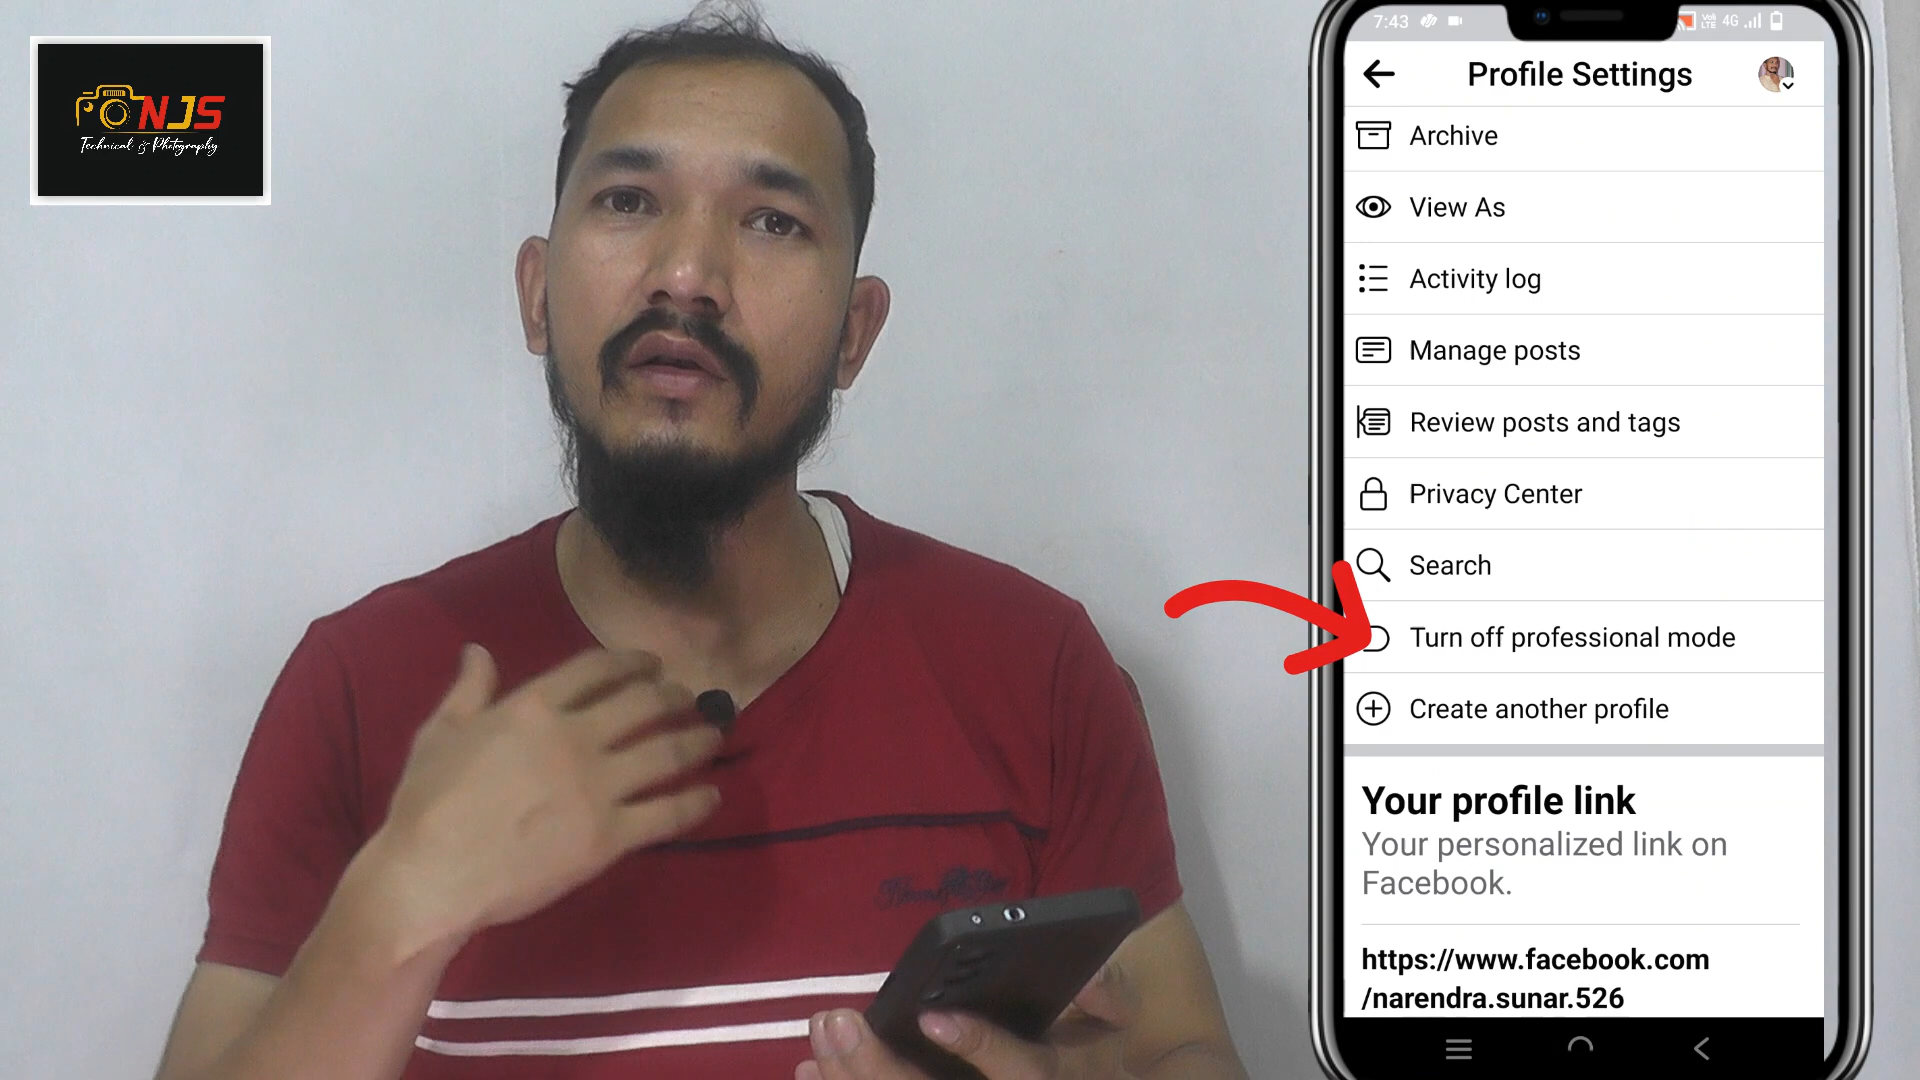 NJS
Technical & Photography
7:43
4G
Profile Settings
Archive
View As
Activity log
Manage posts
Review posts and tags
Privacy Center
Search
Turn off professional mode
Create another profile
Your profile link
Your personalized link on
Facebook.
https://www.facebook.com
/narendra.sunar.526